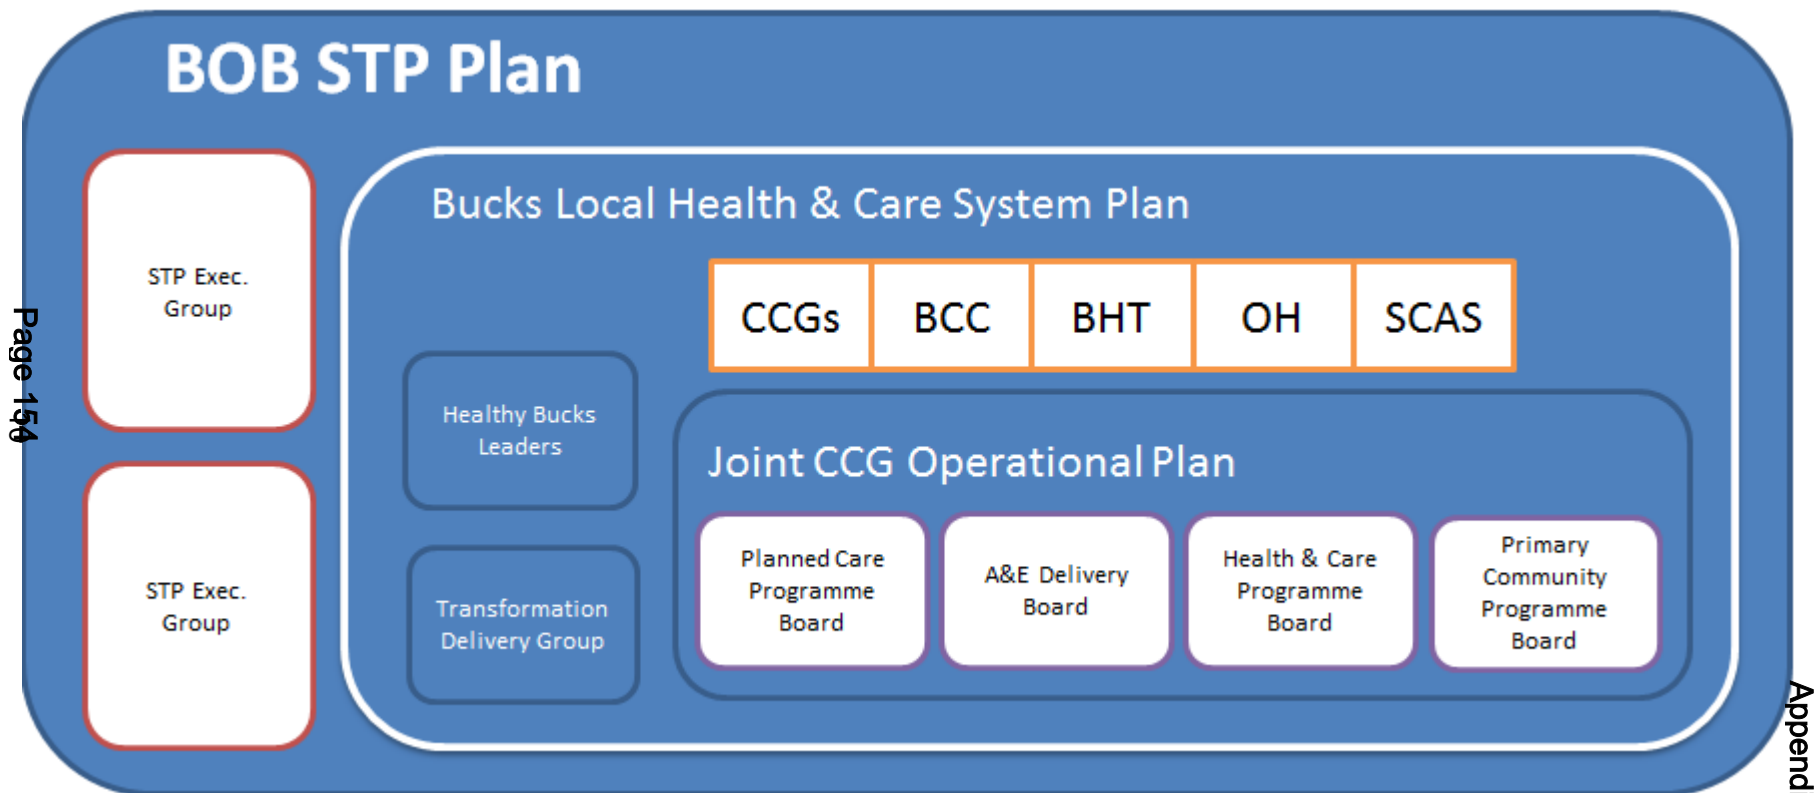 BOB STP Plan
STP Exec.
Group
STP Exec.
Group
Bucks Local Health & Care System Plan
CCGs
BCC
BHT
OH
SCAS
Healthy Bucks
Leaders
Transformation
Delivery Group
Joint CCG Operational Plan
Planned Care
Programme
Board
A&E Delivery
Board
Health & Care
Programme
Board
Primary
Community
Programme
Board
Page 154
Append